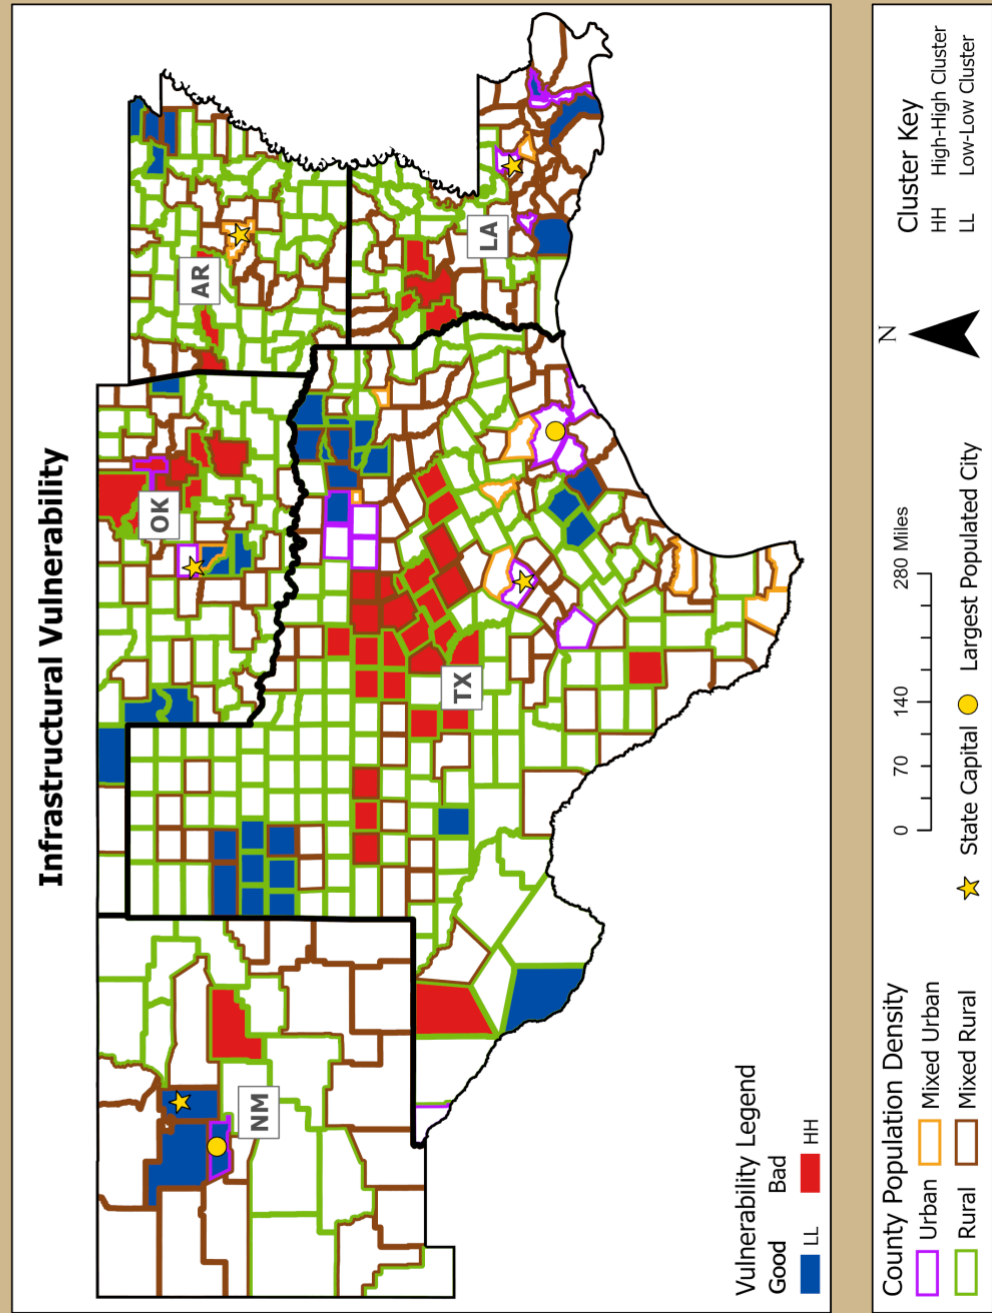 Infrastructural Vulnerability
NM
OK
AR
TX
LA
Vulnerability Legend
Good Bad
LL HH
County Population Density
Urban Mixed Urban
Rural Mixed Rural
0 70 140 280 Miles
State Capital Largest Populated City
N
Cluster Key
HH High-High Cluster
LL Low-Low Cluster